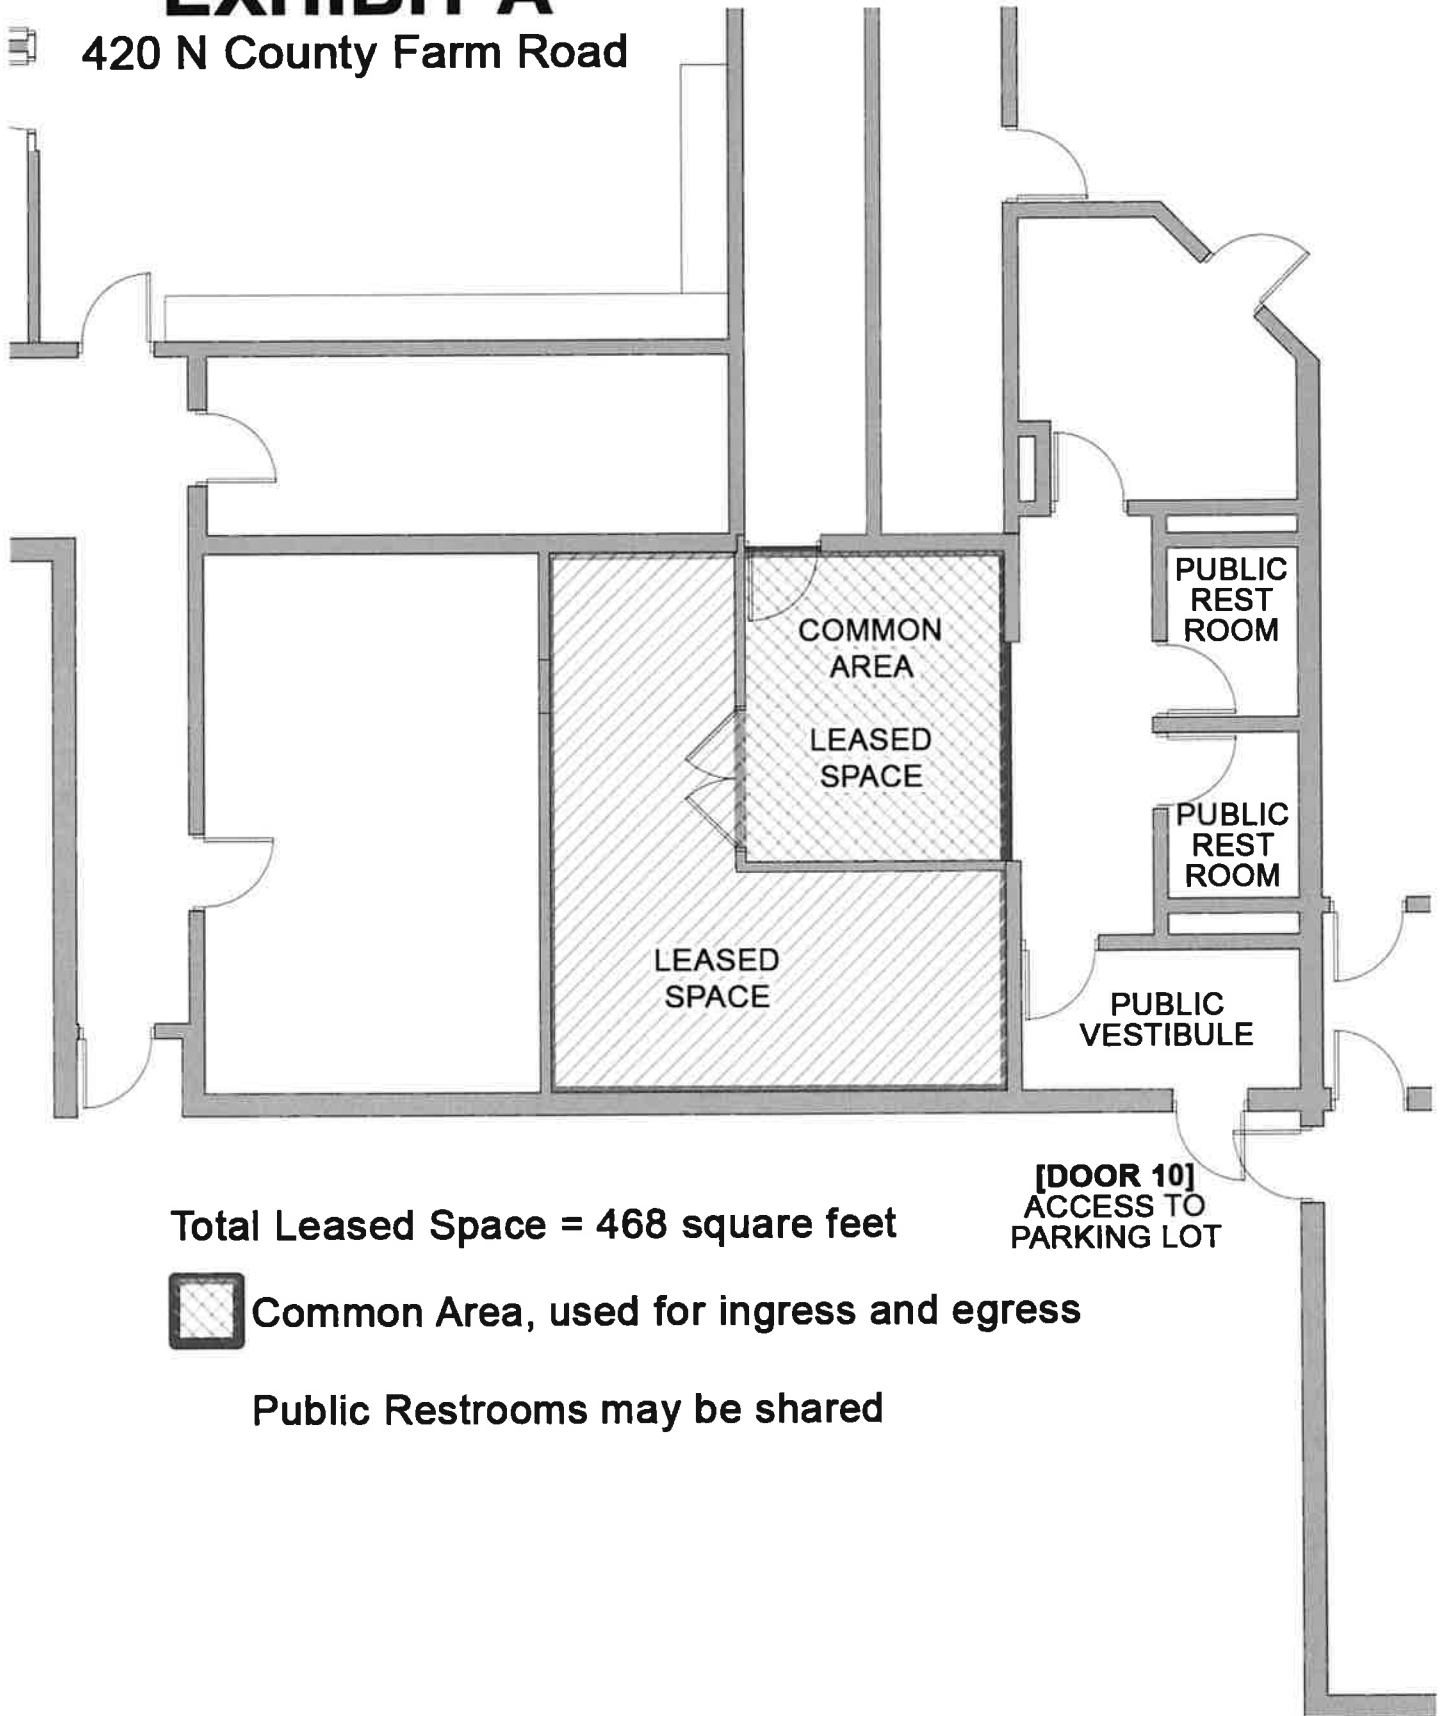 EXHIBIT A
420 N County Farm Road
PUBLIC
REST
ROOM
COMMON
AREA
LEASED
SPACE
PUBLIC
REST
ROOM
LEASED
SPACE
PUBLIC
VESTIBULE
[DOOR 10]
ACCESS TO
PARKING LOT
Total Leased Space = 468 square feet
Common Area, used for ingress and egress
Public Restrooms may be shared